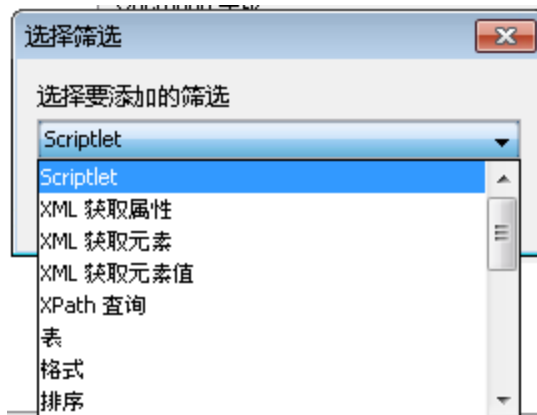 选择筛选
选择要添加的筛选
Scriptlet
Scriptlet
XML 获取属性
XML 获取元素
XML 获取元素值
XPath 查询
表
格式
排序